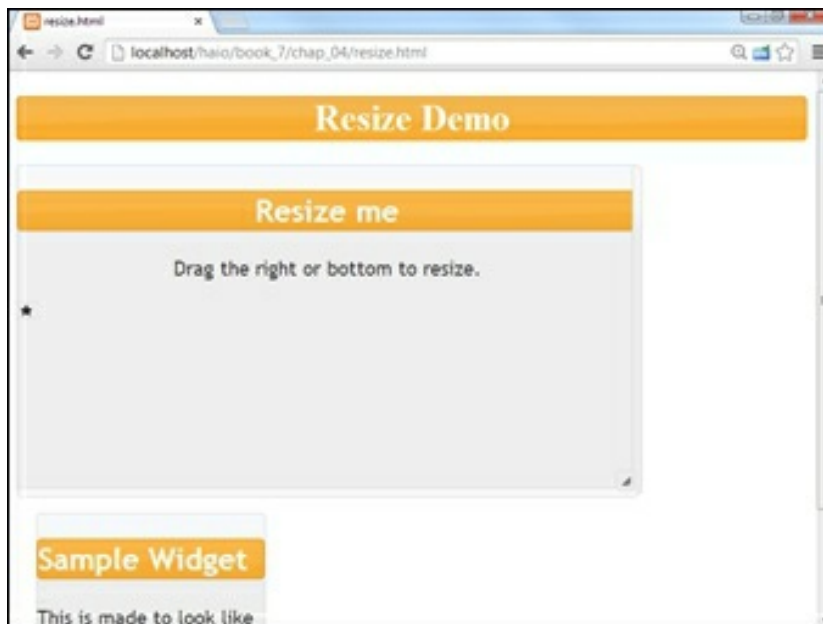 resize.html
localhost/haio/book_7/chap_04/resize.html
Resize Demo
Resize me
Drag the right or bottom to resize.
Sample Widget
This is made to look like